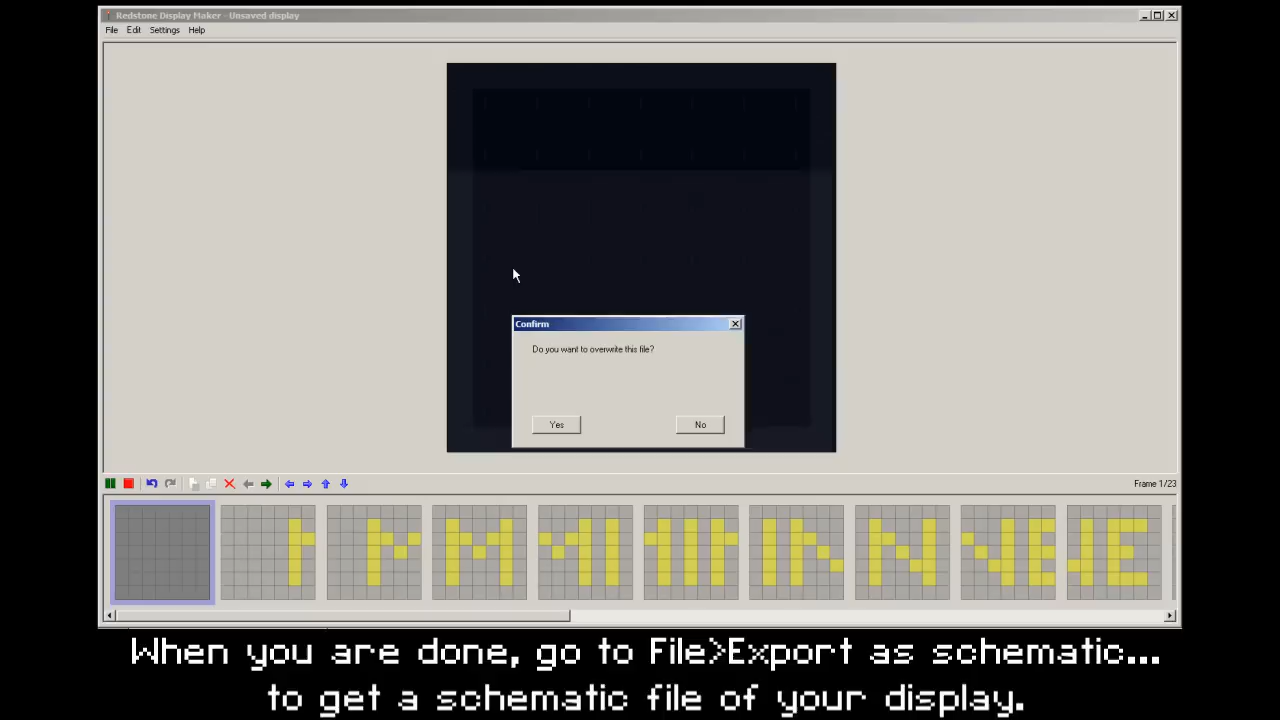 Redstone Display Maker - Unsaved display
File Edit Settings Help
Confirm
Do you want to overwrite this file?
Yes No
Frame 1/23
When you are done, go to File>Export as schematic...
to get a schematic file of your display.